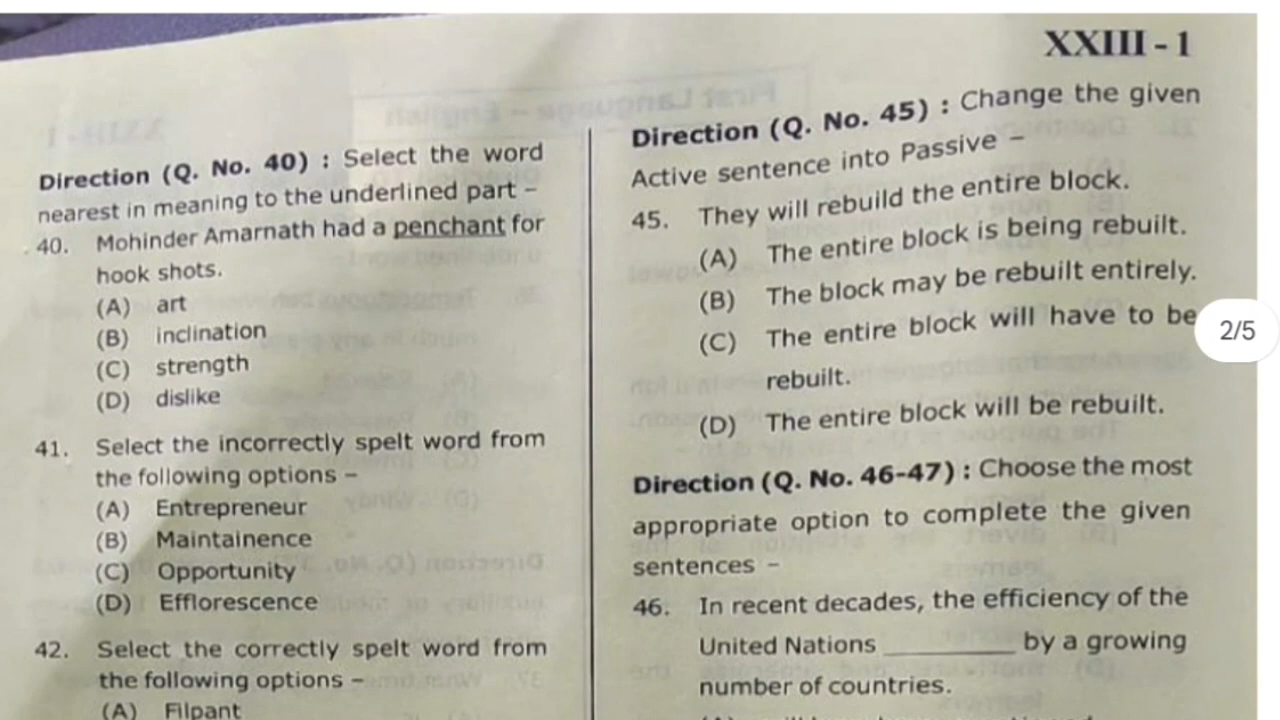 XXIII - 1
Direction (Q. No. 40) : Select the word
nearest in meaning to the underlined part –
40. Mohinder Amarnath had a penchant for
hook shots.
(A) art
(B) inclination
(C) strength
(D) dislike
41. Select the incorrectly spelt word from
the following options –
(A) Entrepreneur
(B) Maintainence
(C) Opportunity
(D) Efflorescence
42. Select the correctly spelt word from
the following options –
(A) Filpant
Direction (Q. No. 45) : Change the given
Active sentence into Passive –
45. They will rebuild the entire block.
(A) The entire block is being rebuilt.
(B) The block may be rebuilt entirely.
(C) The entire block will have to be
rebuilt.
(D) The entire block will be rebuilt.
Direction (Q. No. 46-47) : Choose the most
appropriate option to complete the given
sentences –
46. In recent decades, the efficiency of the
United Nations __________ by a growing
number of countries.
2/5